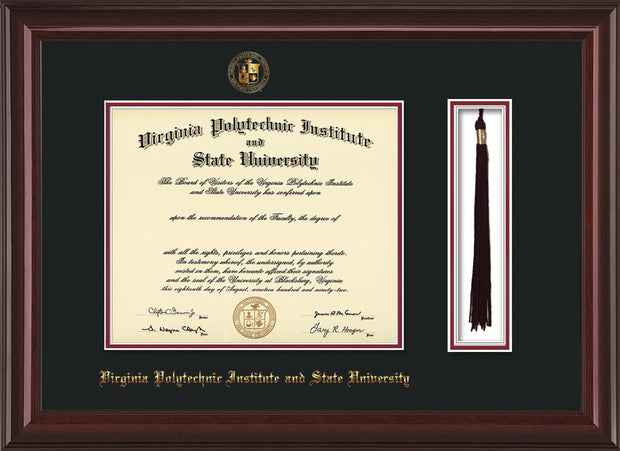 Virginia Polytechnic Institute
and
State University
The Board of Visitors of the Virginia Polytechnic Institute
and State University has conferred upon
upon the recommendation of the Faculty, the degree of
with all the rights, privileges and honors pertaining thereto.
In testimony whereof, the undersigned, by authority
vested in them, have hereunto affixed their signatures
and the seal of the University at Blacksburg, Virginia
this eighteenth day of August, nineteen hundred and ninety-two.
Virginia Polytechnic Institute and State University